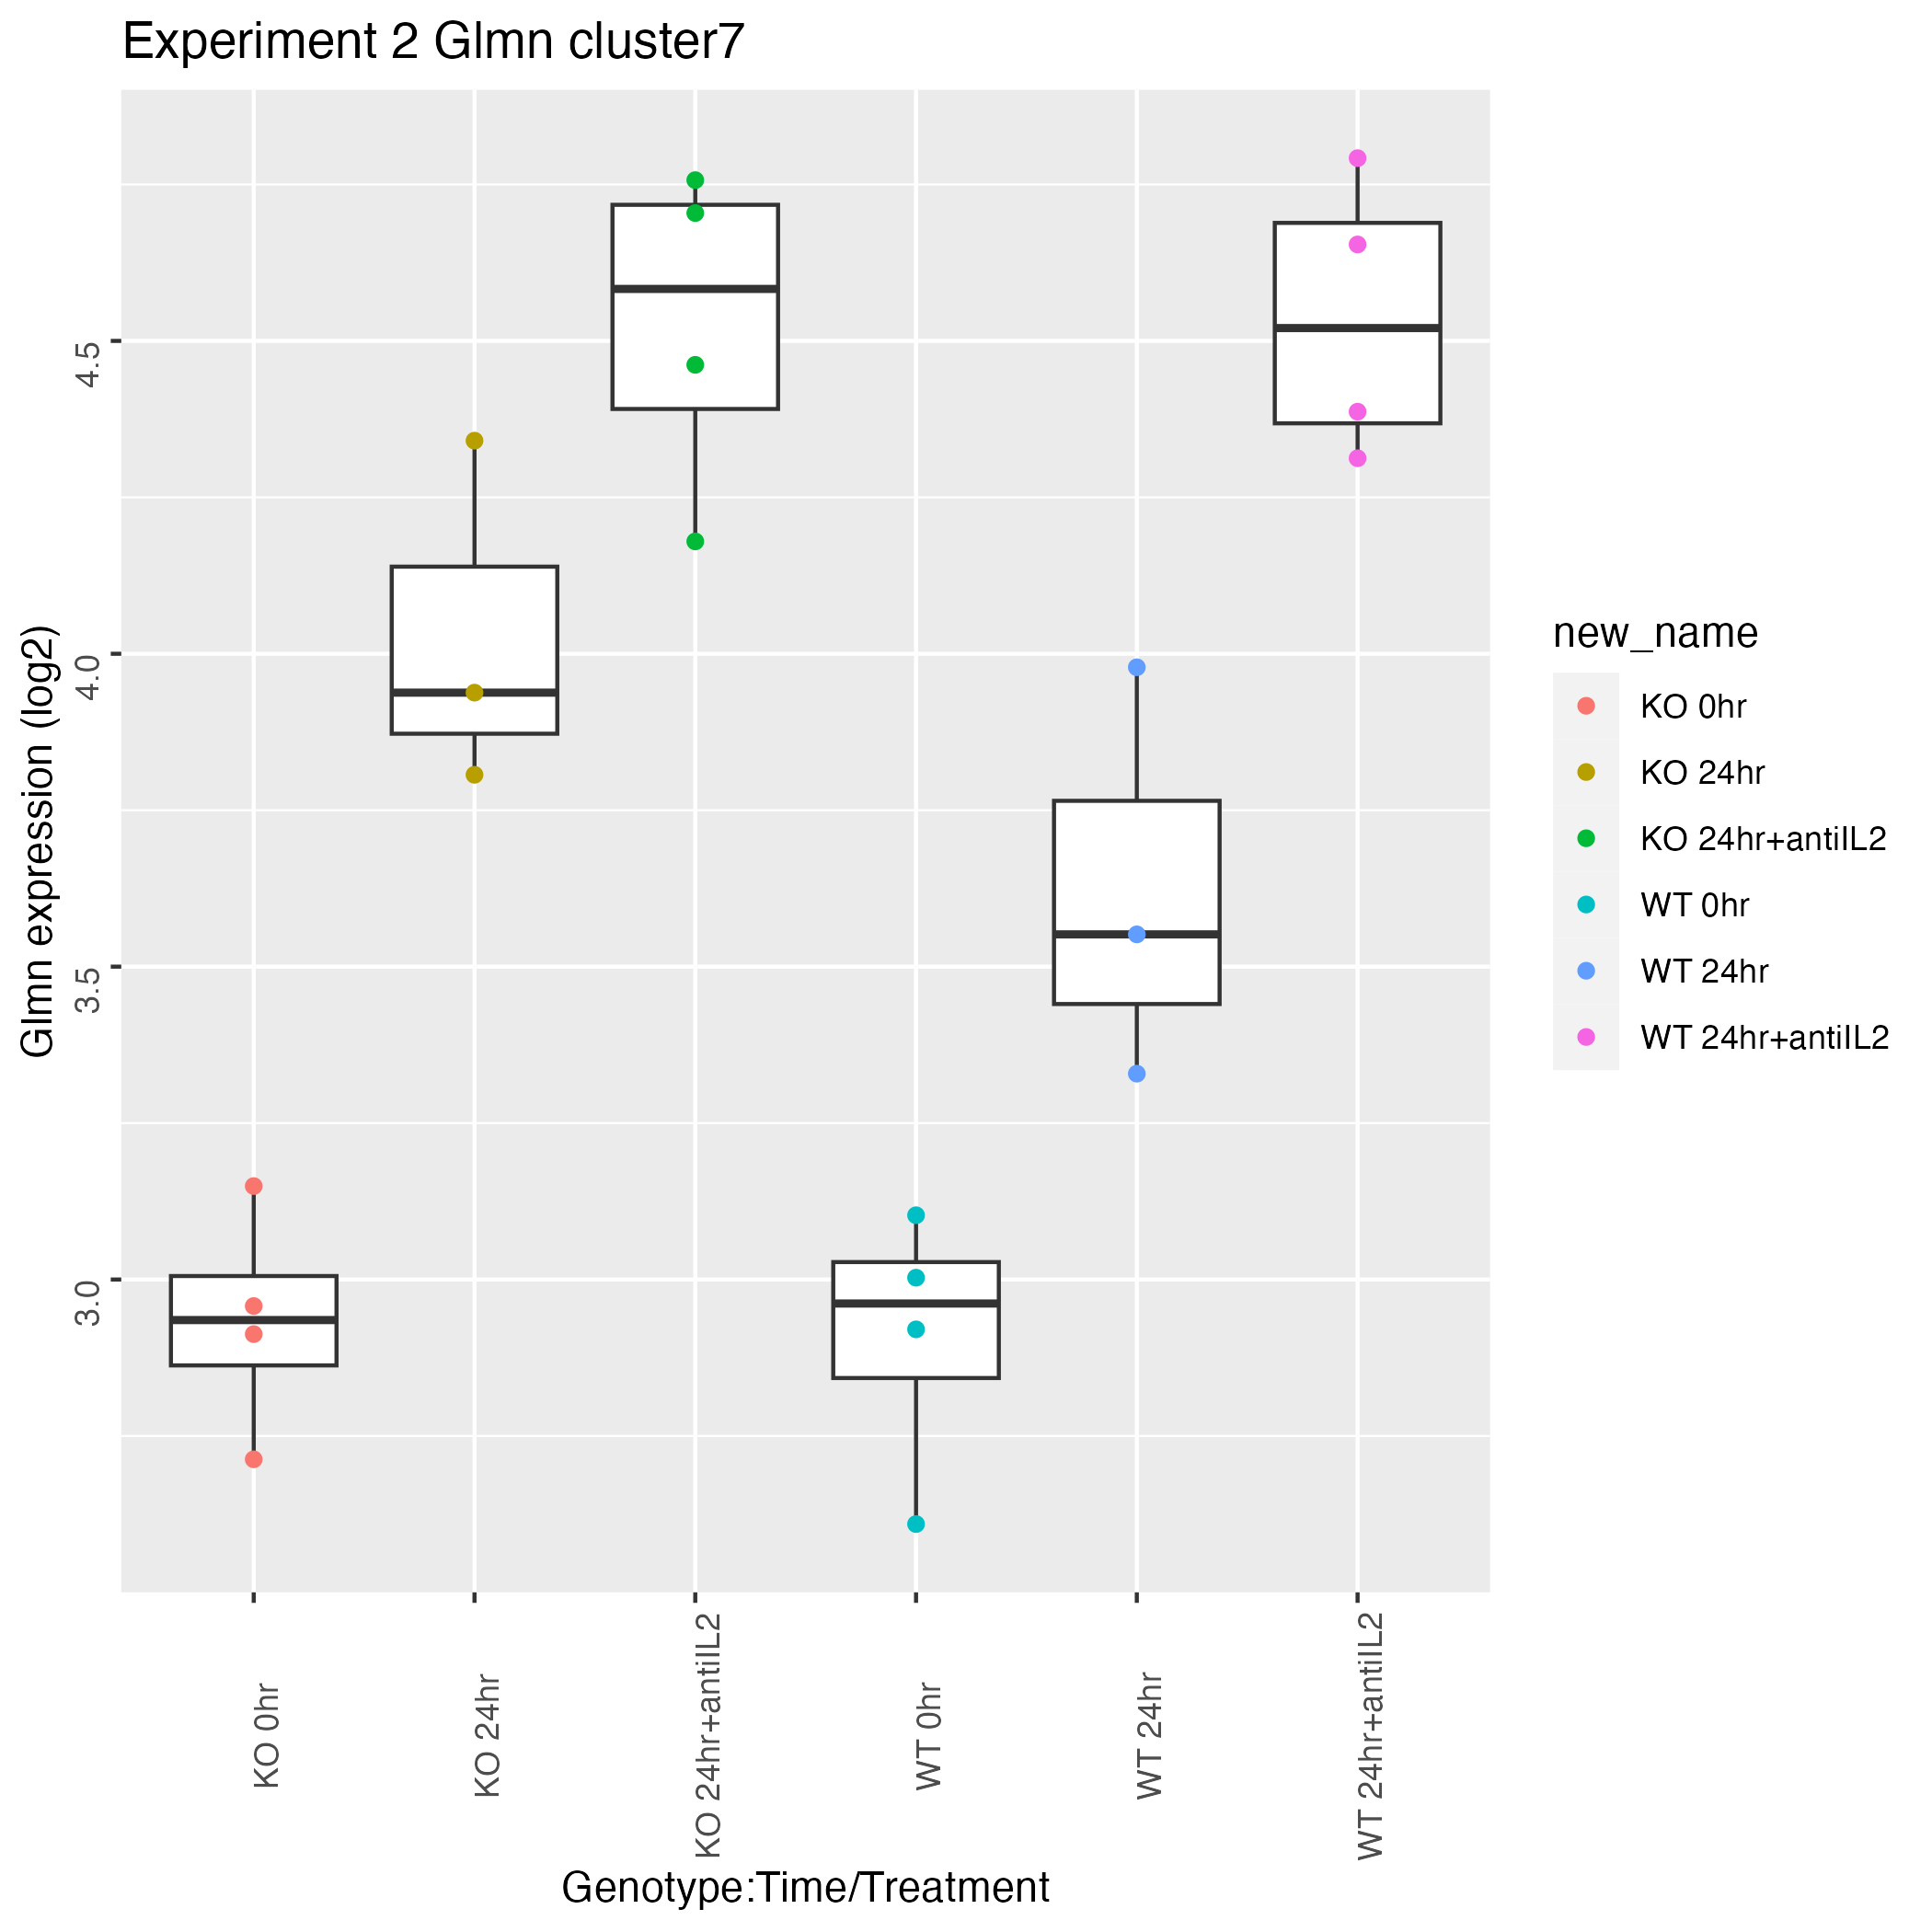 Experiment 2 Glmn cluster7
Glmn expression (log2)
4.5
4.0
3.5
3.0
KO 0hr
KO 24hr
KO 24hr+antiIL2
WT 0hr
WT 24hr
WT 24hr+antiIL2
Genotype:Time/Treatment
new_name
KO 0hr
KO 24hr
KO 24hr+antiIL2
WT 0hr
WT 24hr
WT 24hr+antiIL2